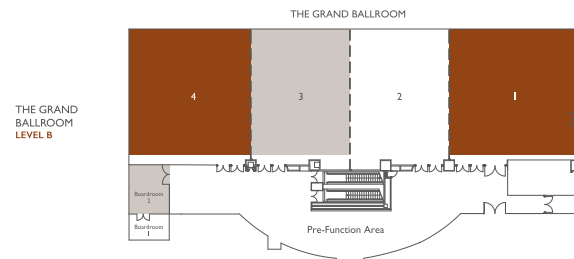 THE GRAND BALLROOM
4
3
2
1
THE GRAND
BALLROOM
LEVEL B
Boardroom
2
Boardroom
1
Pre-Function Area